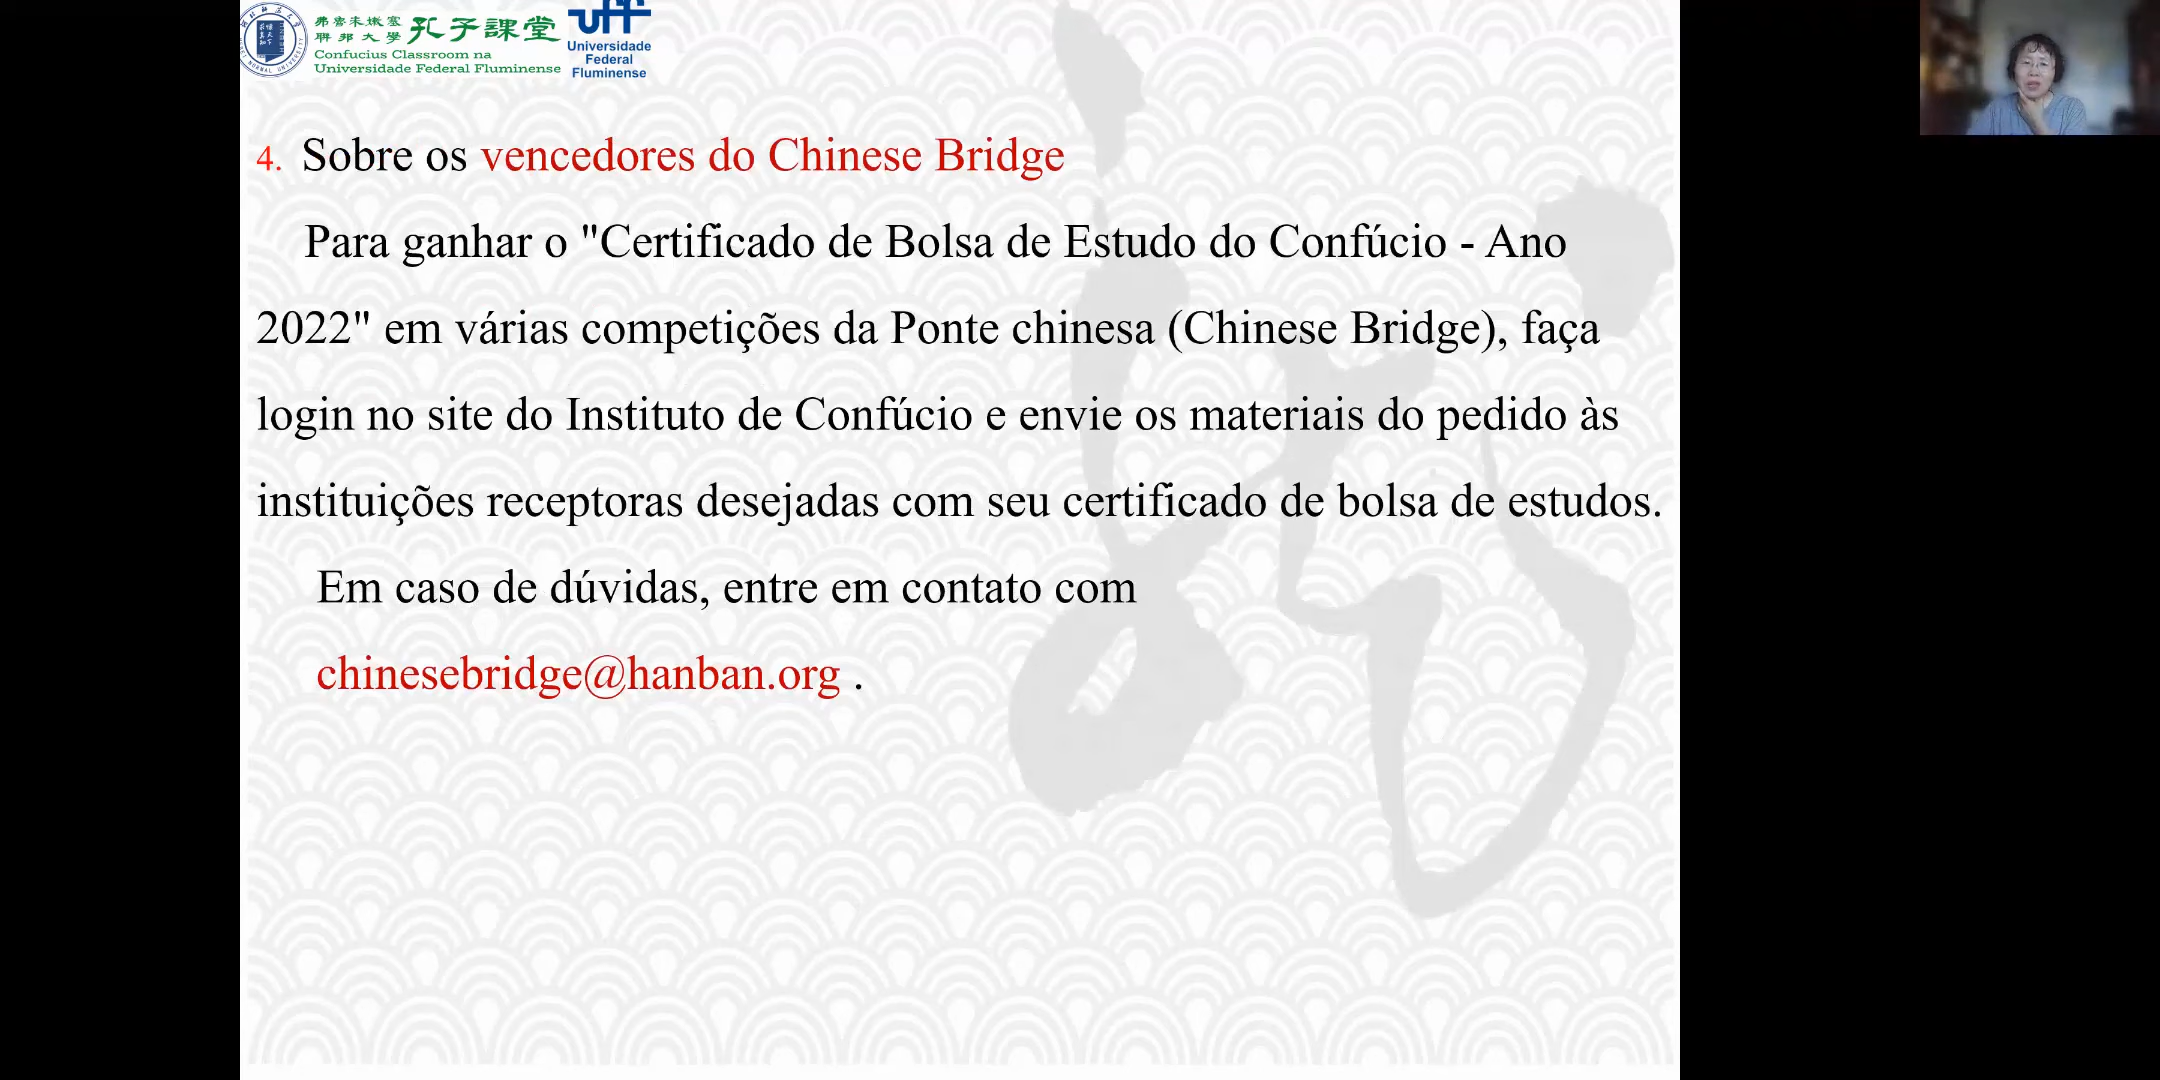 弗魯米嫩塞
聯邦大學
孔子課堂
Confucius Classroom na
Universidade Federal Fluminense
uff
Universidade
Federal
Fluminense
4. Sobre os vencedores do Chinese Bridge
Para ganhar o "Certificado de Bolsa de Estudo do Confúcio - Ano
2022" em várias competições da Ponte chinesa (Chinese Bridge), faça
login no site do Instituto de Confúcio e envie os materiais do pedido às
instituições receptoras desejadas com seu certificado de bolsa de estudos.
Em caso de dúvidas, entre em contato com
chinesebridge@hanban.org .